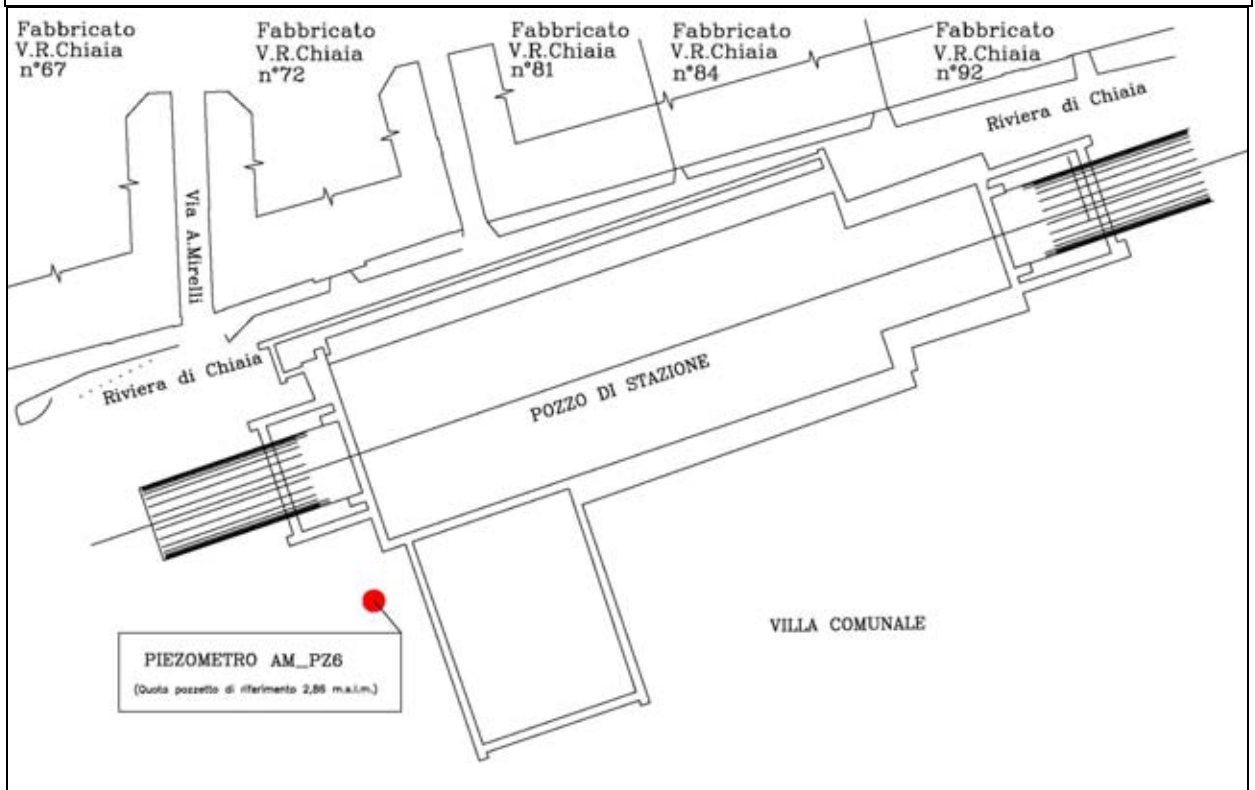 Fabbricato
V.R.Chiaia
n°67
Fabbricato
V.R.Chiaia
n°72
Fabbricato
V.R.Chiaia
n°81
Fabbricato
V.R.Chiaia
n°84
Fabbricato
V.R.Chiaia
n°92
Riviera di Chiaia
Via A.Mirelli
Riviera di Chiaia
POZZO DI STAZIONE
VILLA COMUNALE
PIEZOMETRO AM_PZ6
(Quota pozzetto di riferimento 2,86 m.s.l.m.)